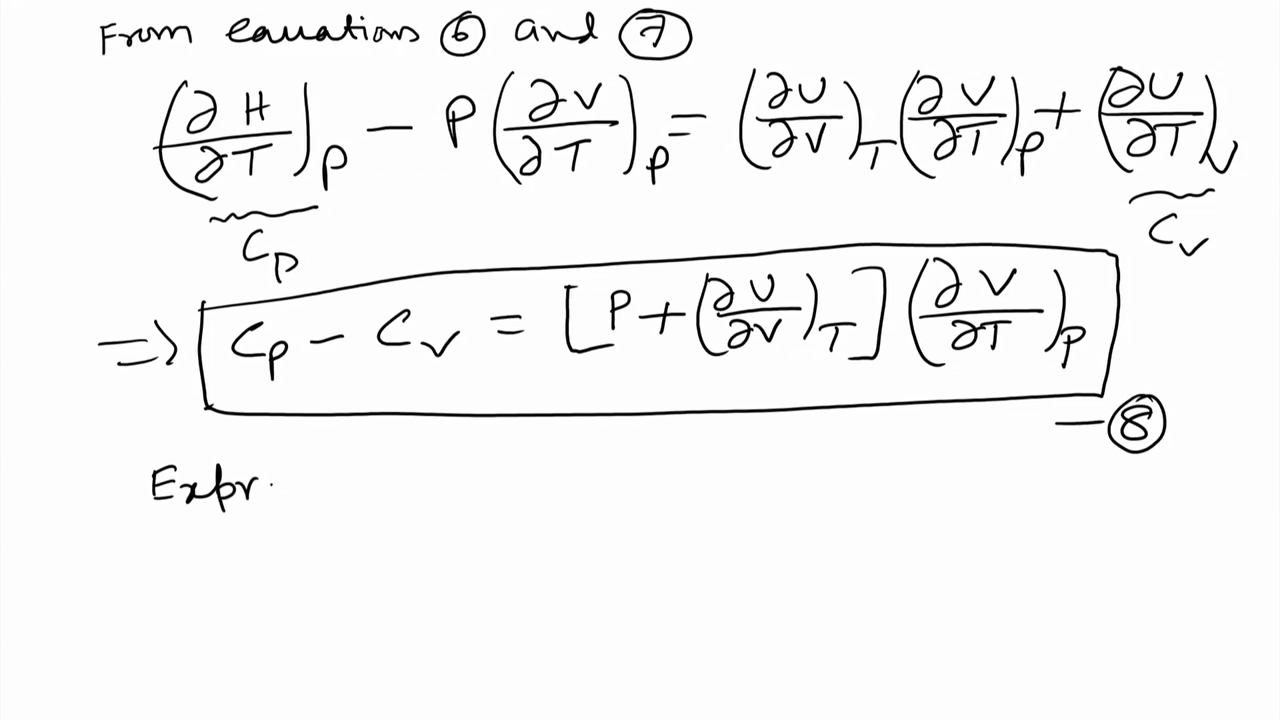 From equations ⑥ and ⑦
(∂H/∂T)_P − P(∂V/∂T)_P = (∂U/∂V)_T (∂V/∂T)_P + (∂U/∂T)_V
C_P C_V
⇒ C_P − C_V = [P + (∂U/∂V)_T] (∂V/∂T)_P
— ⑧
Expr.